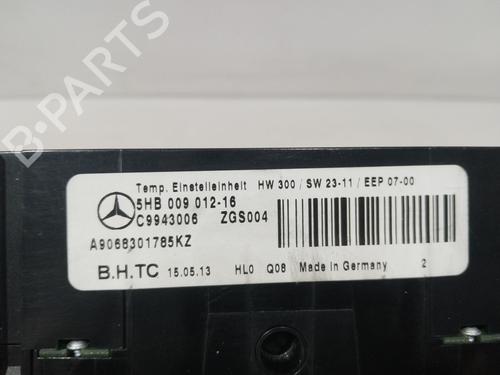 Temp. Einstelleinheit HW 300 / SW 23-11 / EEP 07-00
5HB 009 012-16
C9943006 ZGS004
A9068301785KZ
B.H.TC 15.05.13 HL0 Q08 Made in Germany 2
B-PARTS